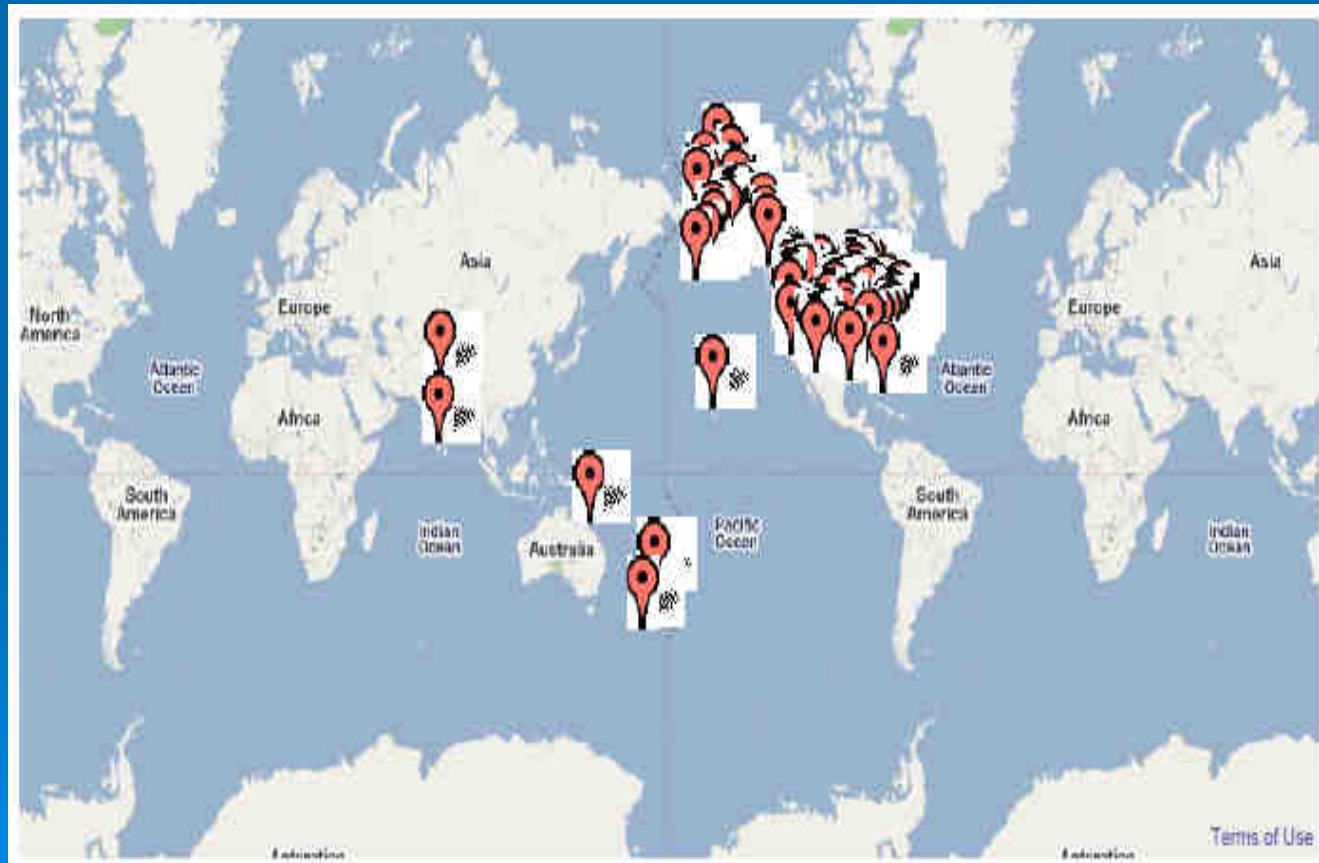 Asia
Asia
Europe
Europe
North
America
Atlantic
Ocean
Atlantic
Ocean
Africa
Africa
South
America
South
America
Indian
Ocean
Australia
Pacific
Ocean
Indian
Ocean
Terms of Use